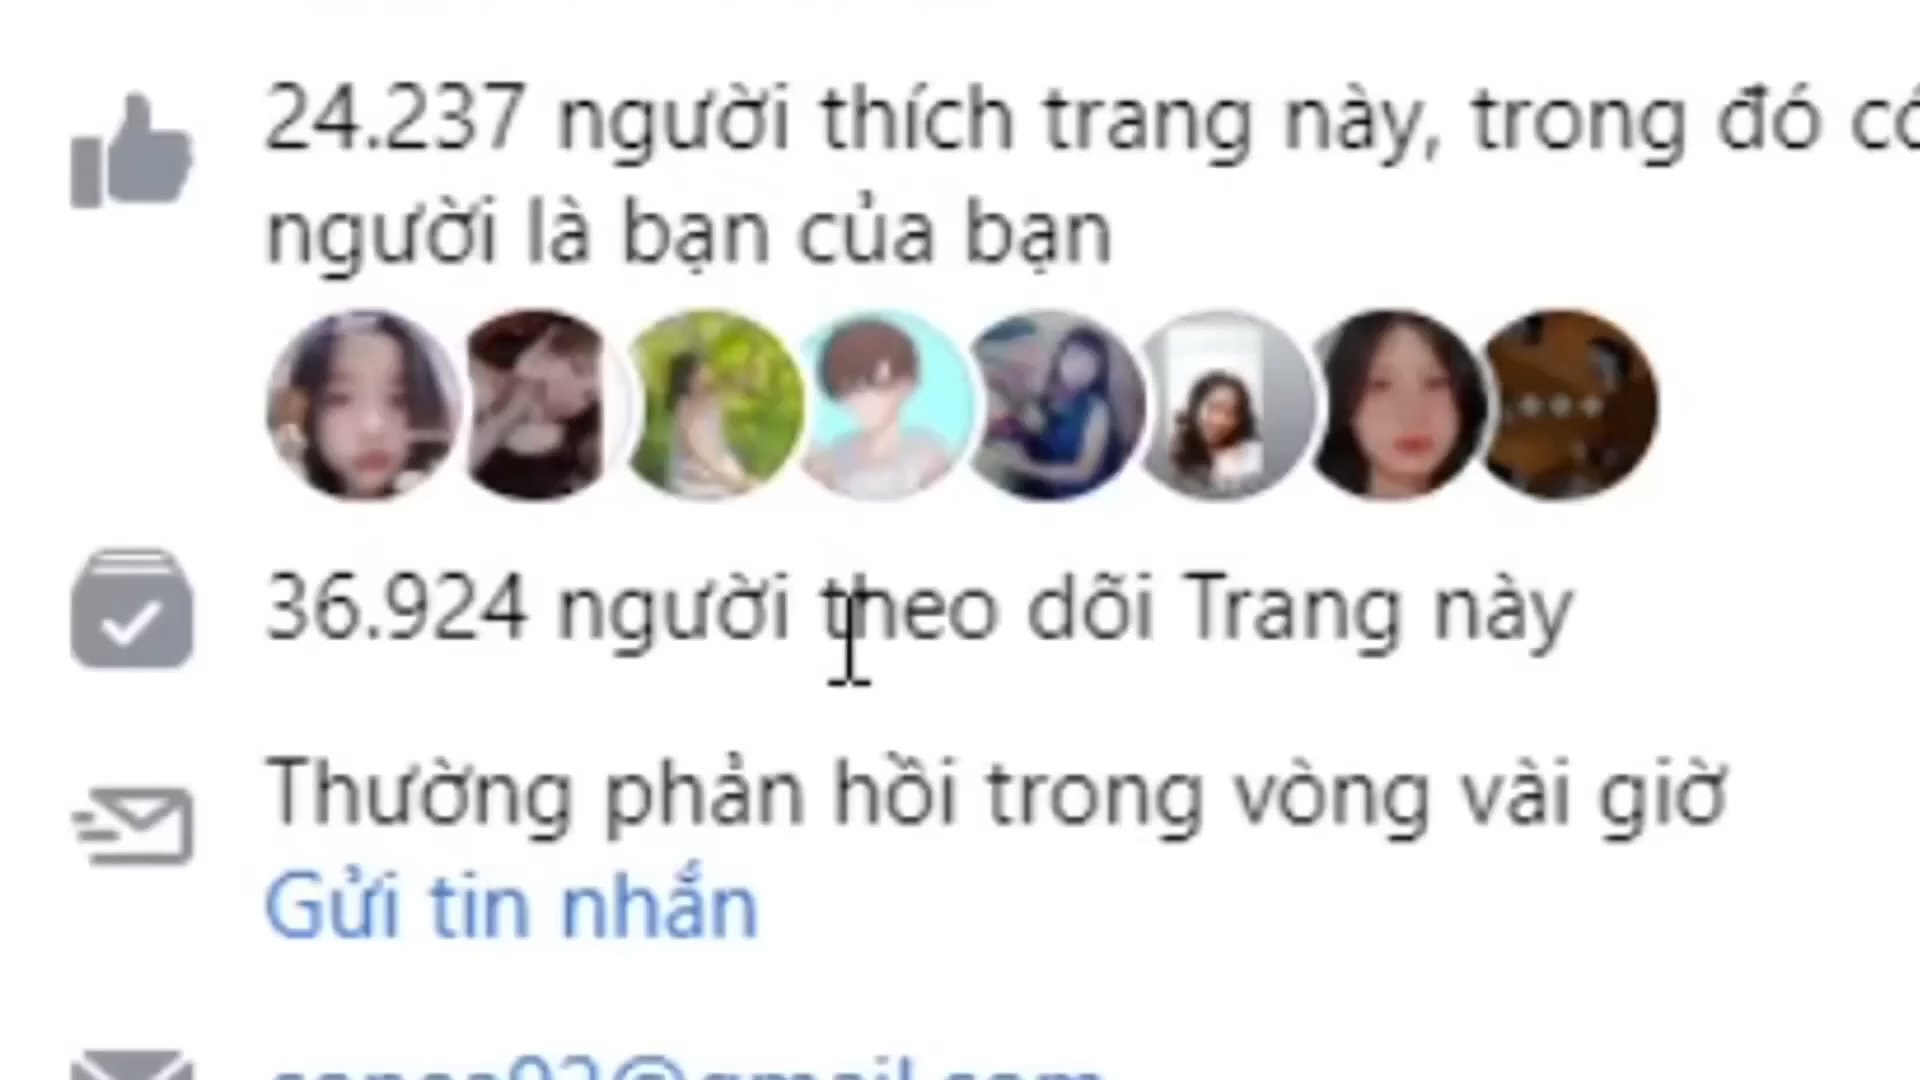 24.237 người thích trang này, trong đó có
người là bạn của bạn
36.924 người theo dõi Trang này
Thường phản hồi trong vòng vài giờ
Gửi tin nhắn